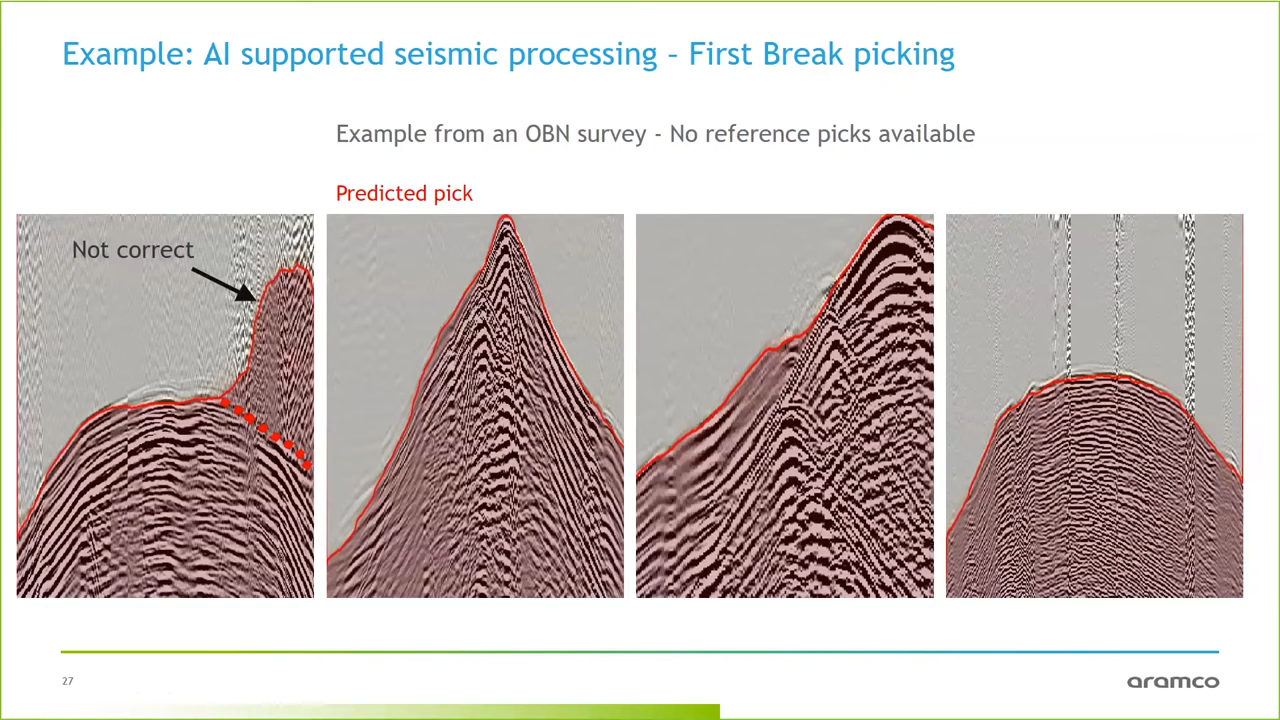 Example: AI supported seismic processing – First Break picking
Example from an OBN survey - No reference picks available
Predicted pick
Not correct
27
aramco